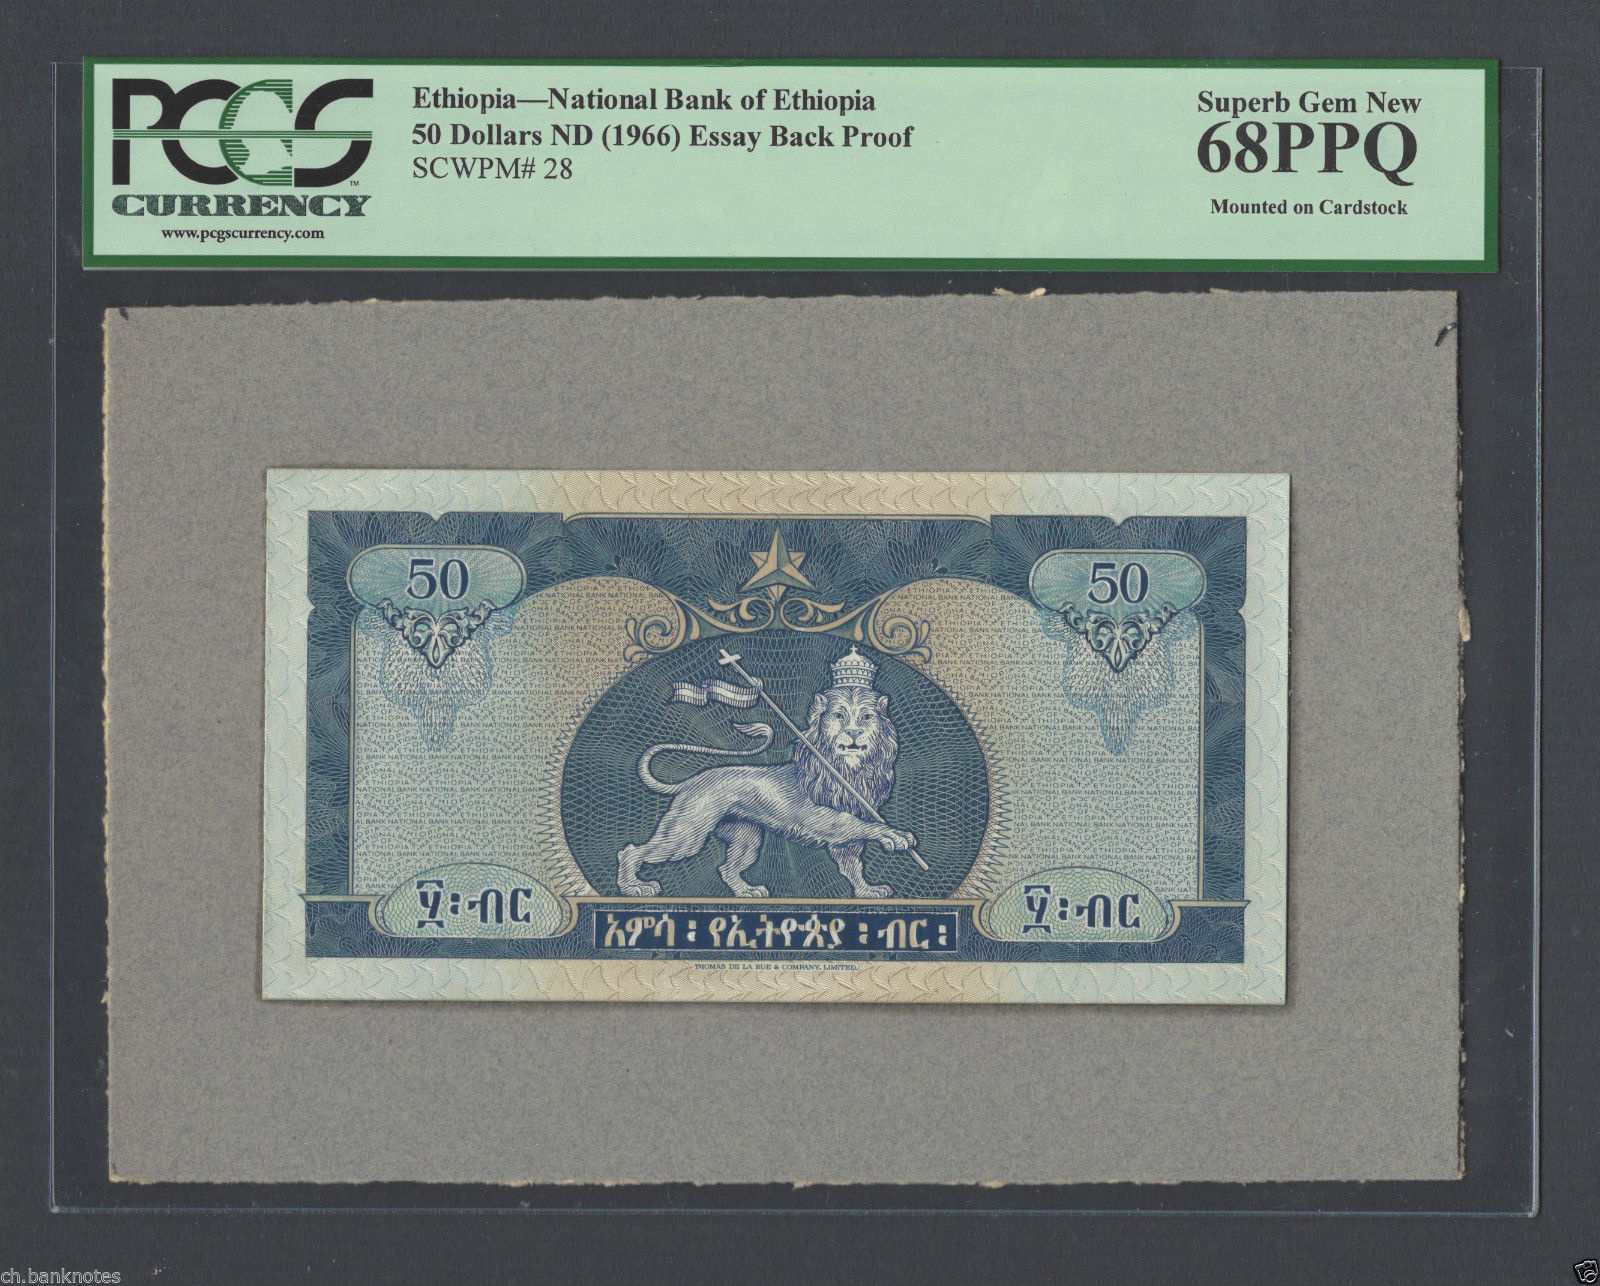 PCGS
CURRENCY
www.pcgscurrency.com
Ethiopia—National Bank of Ethiopia
50 Dollars ND (1966) Essay Back Proof
SCWPM# 28
Superb Gem New
68PPQ
Mounted on Cardstock
50
50
፶፡ብር
፶፡ብር
አምሳ ፡ የኢትዮጵያ ፡ ብር ፡
THOMAS DE LA RUE & COMPANY, LIMITED.
ch.banknotes